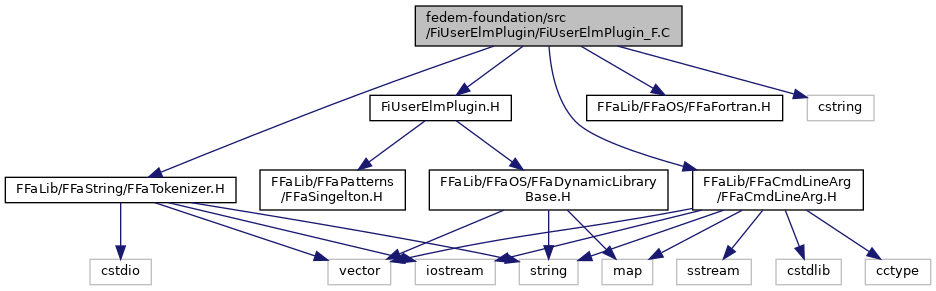 fedem-foundation/src
/FiUserElmPlugin/FiUserElmPlugin_F.C
FiUserElmPlugin.H
FFaLib/FFaOS/FFaFortran.H
cstring
FFaLib/FFaString/FFaTokenizer.H
FFaLib/FFaPatterns
/FFaSingelton.H
FFaLib/FFaOS/FFaDynamicLibrary
Base.H
FFaLib/FFaCmdLineArg
/FFaCmdLineArg.H
cstdio
vector
iostream
string
map
sstream
cstdlib
cctype